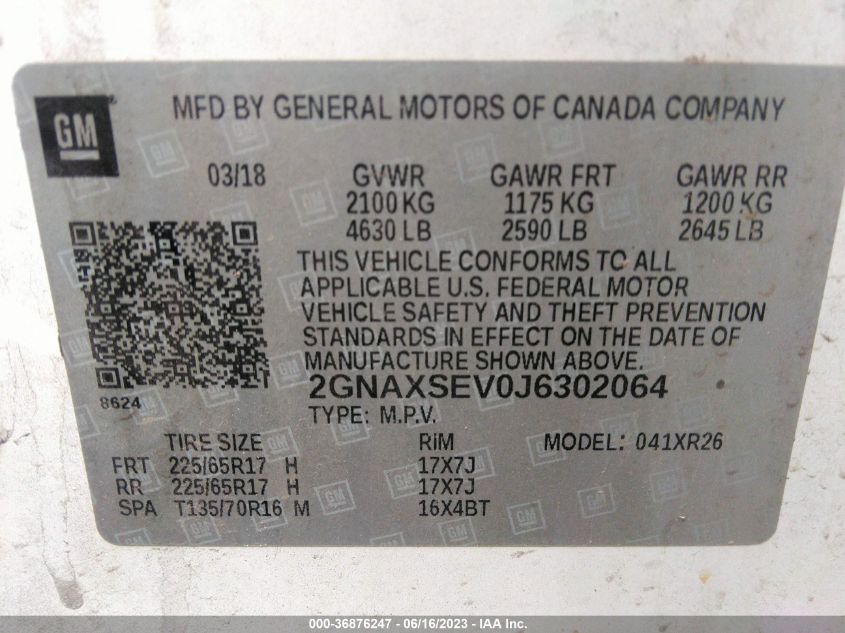 GM
MFD BY GENERAL MOTORS OF CANADA COMPANY
03/18 GVWR GAWR FRT GAWR RR
2100 KG 1175 KG 1200 KG
4630 LB 2590 LB 2645 LB
THIS VEHICLE CONFORMS TO ALL
APPLICABLE U.S. FEDERAL MOTOR
VEHICLE SAFETY AND THEFT PREVENTION
STANDARDS IN EFFECT ON THE DATE OF
MANUFACTURE SHOWN ABOVE.
2GNAXSEV0J6302064
8624
TYPE: M.P.V.
TIRE SIZE RIM MODEL: 041XR26
FRT 225/65R17 H 17X7J
RR 225/65R17 H 17X7J
SPA T135/70R16 M 16X4BT
000-36876247 - 06/16/2023 - IAA Inc.